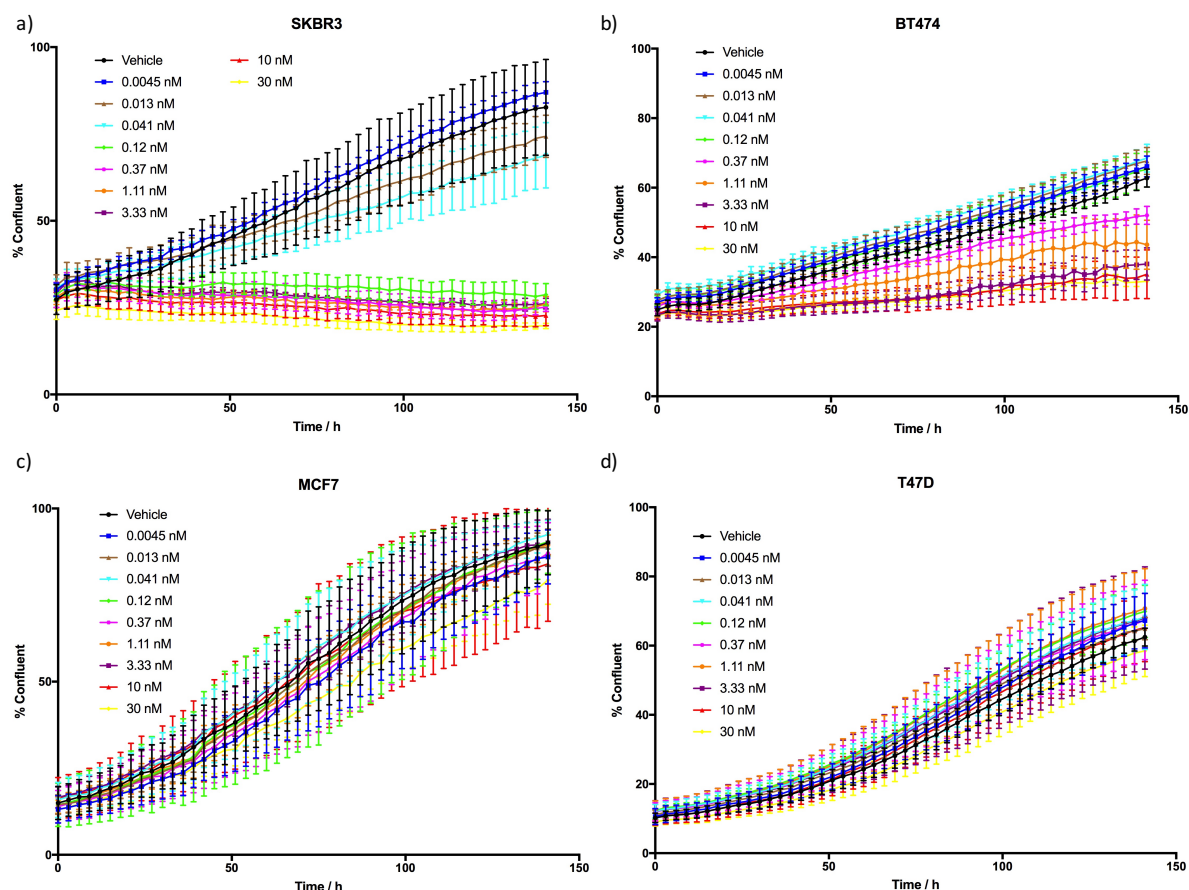 a)
SKBR3
% Confluent
100
50
0
Vehicle
0.0045 nM
0.013 nM
0.041 nM
0.12 nM
0.37 nM
1.11 nM
3.33 nM
10 nM
30 nM
0
50
100
150
Time / h
b)
BT474
% Confluent
100
80
60
40
20
0
Vehicle
0.0045 nM
0.013 nM
0.041 nM
0.12 nM
0.37 nM
1.11 nM
3.33 nM
10 nM
30 nM
0
50
100
150
Time / h
c)
MCF7
% Confluent
100
50
0
Vehicle
0.0045 nM
0.013 nM
0.041 nM
0.12 nM
0.37 nM
1.11 nM
3.33 nM
10 nM
30 nM
0
50
100
150
Time / h
d)
T47D
% Confluent
100
80
60
40
20
0
Vehicle
0.0045 nM
0.013 nM
0.041 nM
0.12 nM
0.37 nM
1.11 nM
3.33 nM
10 nM
30 nM
0
50
100
150
Time / h